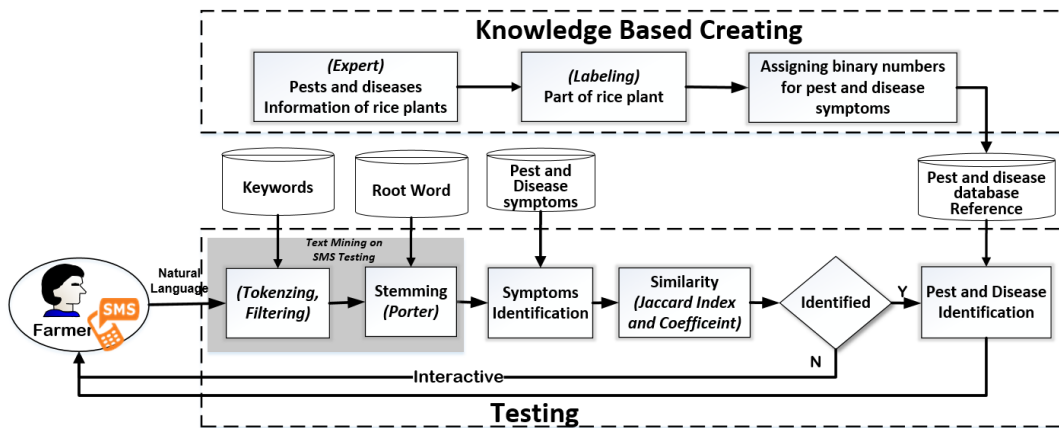 Knowledge Based Creating
(Expert)
Pests and diseases
Information of rice plants
(Labeling)
Part of rice plant
Assigning binary numbers
for pest and disease
symptoms
Keywords
Root Word
Pest and
Disease
symptoms
Pest and disease
database
Reference
Text Mining on
SMS Testing
Natural
Language
Farmer
SMS
(Tokenzing,
Filtering)
Stemming
(Porter)
Symptoms
Identification
Similarity
(Jaccard Index
and Coefficeint)
Identified
Y
N
Pest and Disease
Identification
Interactive
Testing